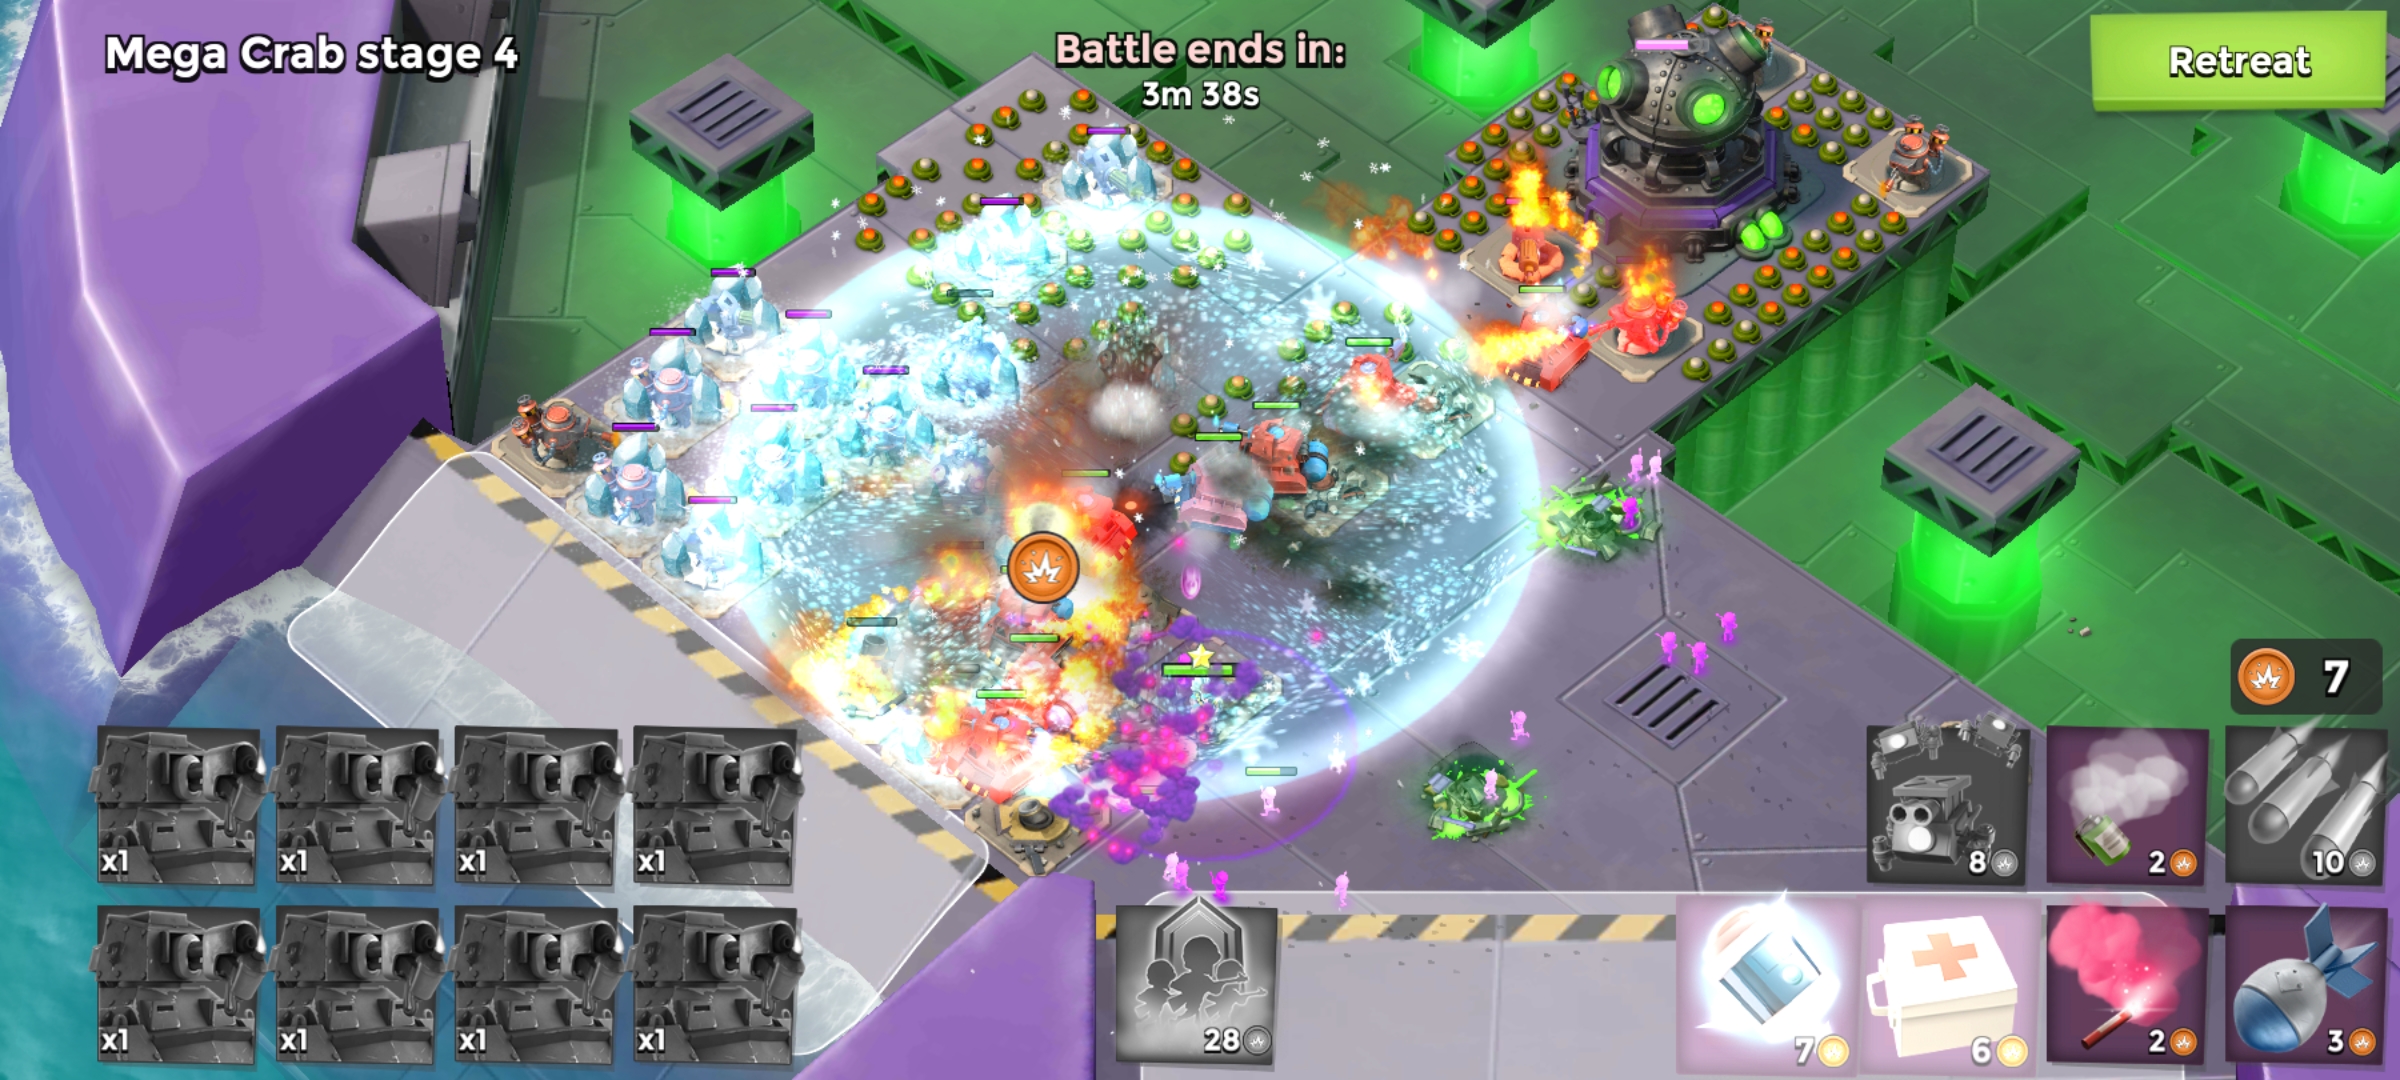 Mega Crab stage 4
Battle ends in:
3m 38s
Retreat
7
x1
x1
x1
x1
8
2
10
x1
x1
x1
x1
28
7
6
2
3